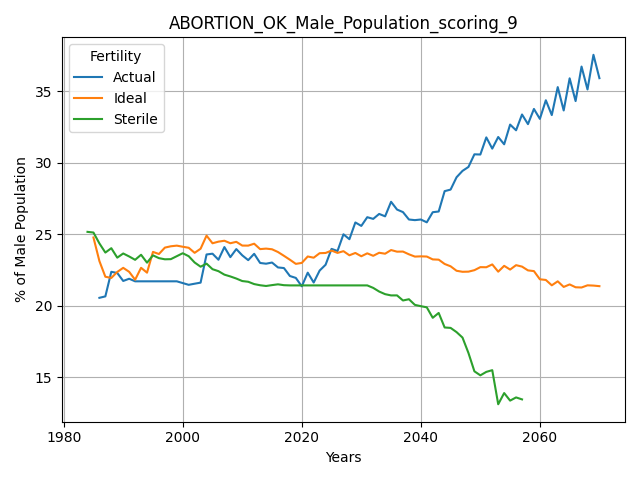 ABORTION_OK_Male_Population_scoring_9
Fertility
Actual
Ideal
Sterile
% of Male Population
35
30
25
20
15
1980
2000
2020
2040
2060
Years